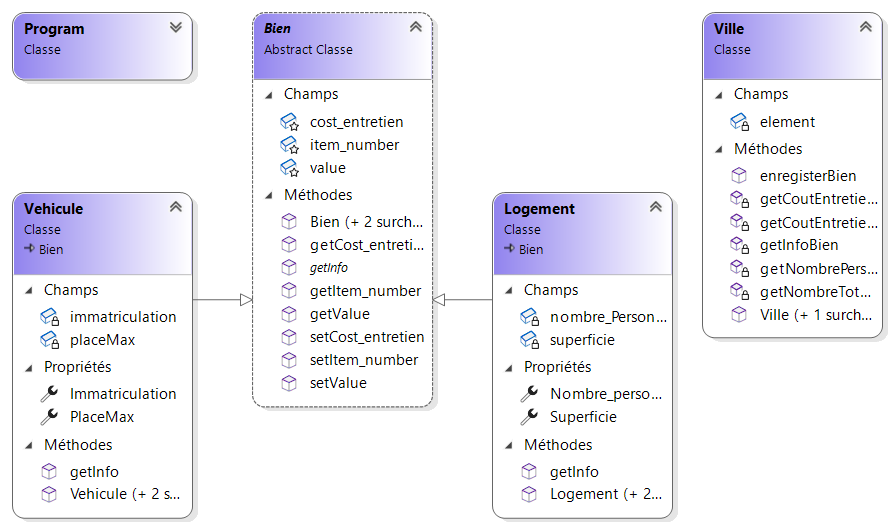 Program
Classe
Bien
Abstract Classe
Champs
cost_entretien
item_number
value
Méthodes
Bien (+ 2 surch...
getCost_entreti...
getInfo
getItem_number
getValue
setCost_entretien
setItem_number
setValue
Ville
Classe
Champs
element
Méthodes
enregisterBien
getCoutEntretie...
getCoutEntretie...
getInfoBien
getNombrePers...
getNombreTot...
Ville (+ 1 surch...
Vehicule
Classe
Bien
Champs
immatriculation
placeMax
Propriétés
Immatriculation
PlaceMax
Méthodes
getInfo
Vehicule (+ 2 s...
Logement
Classe
Bien
Champs
nombre_Person...
superficie
Propriétés
Nombre_perso...
Superficie
Méthodes
getInfo
Logement (+ 2...